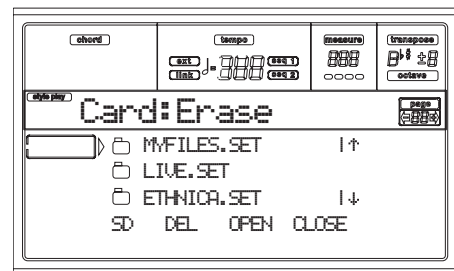 chord tempo measure transpose
ext seq 1
link seq 2
octave
style play
Card:Erase page
MYFILES.SET
LIVE.SET
ETHNICA.SET
SD DEL OPEN CLOSE